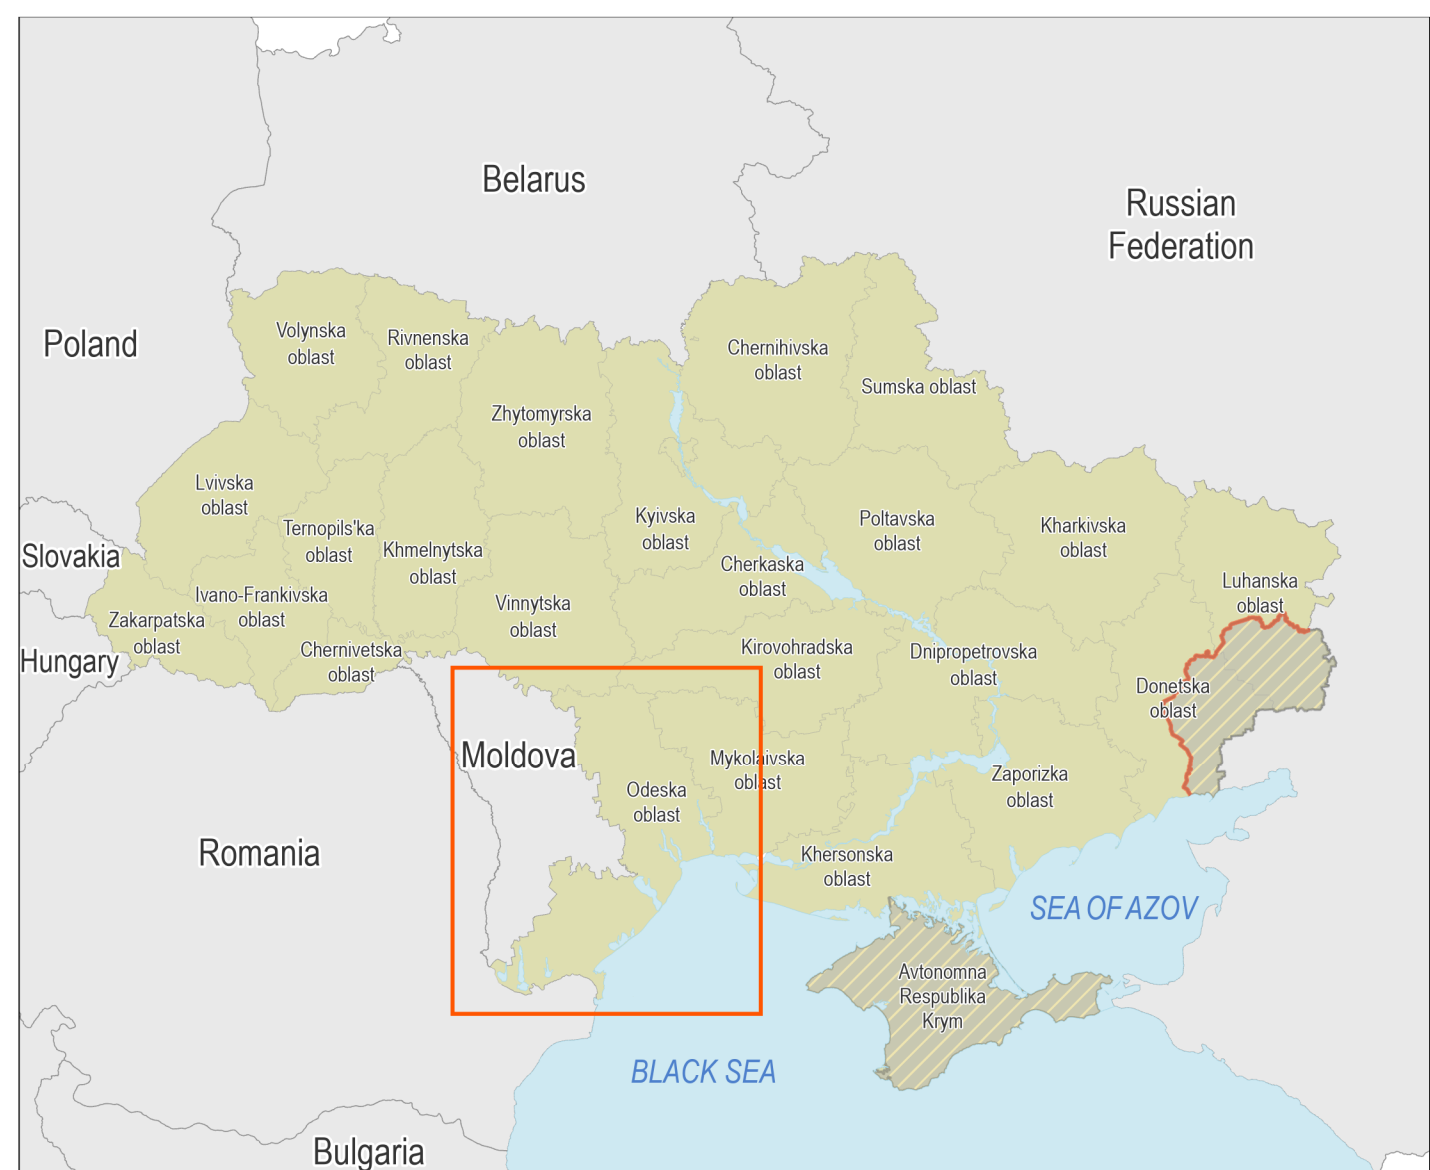 Belarus
Russian
Federation
Poland
Volynska
oblast
Rivnenska
oblast
Chernihivska
oblast
Sumska oblast
Zhytomyrska
oblast
Lvivska
oblast
Ternopils'ka
oblast
Khmelnytska
oblast
Kyivska
oblast
Poltavska
oblast
Kharkivska
oblast
Slovakia
Cherkaska
oblast
Luhanska
oblast
Ivano-Frankivska
oblast
Vinnytska
oblast
Zakarpatska
oblast
Hungary
Chernivetska
oblast
Kirovohradska
oblast
Dnipropetrovska
oblast
Donetska
oblast
Moldova
Mykolaivska
oblast
Odeska
oblast
Zaporizka
oblast
Romania
Khersonska
oblast
SEA OF AZOV
Avtonomna
Respublika
Krym
BLACK SEA
Bulgaria